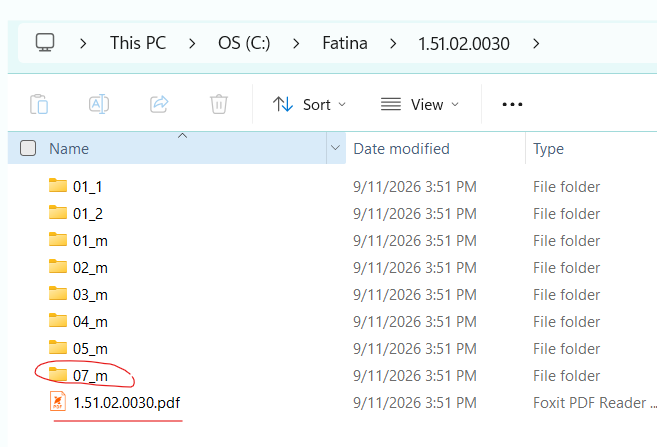 This PC > OS (C:) > Fatina > 1.51.02.0030 >
Sort View
Name Date modified Type
01_1 9/11/2026 3:51 PM File folder
01_2 9/11/2026 3:51 PM File folder
01_m 9/11/2026 3:51 PM File folder
02_m 9/11/2026 3:51 PM File folder
03_m 9/11/2026 3:51 PM File folder
04_m 9/11/2026 3:51 PM File folder
05_m 9/11/2026 3:51 PM File folder
07_m 9/11/2026 3:51 PM File folder
1.51.02.0030.pdf 9/11/2026 3:51 PM Foxit PDF Reader ...